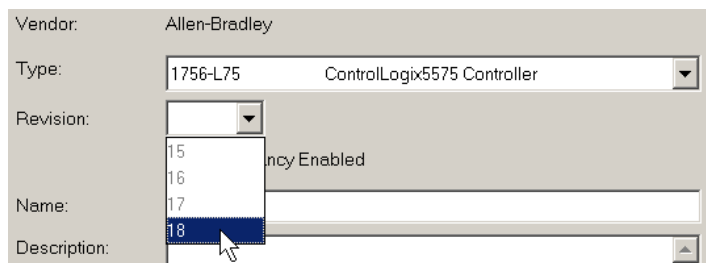 Vendor: Allen-Bradley
Type: 1756-L75 ControlLogix5575 Controller
Revision:
15
ncy Enabled
16
Name: 17
18
Description: